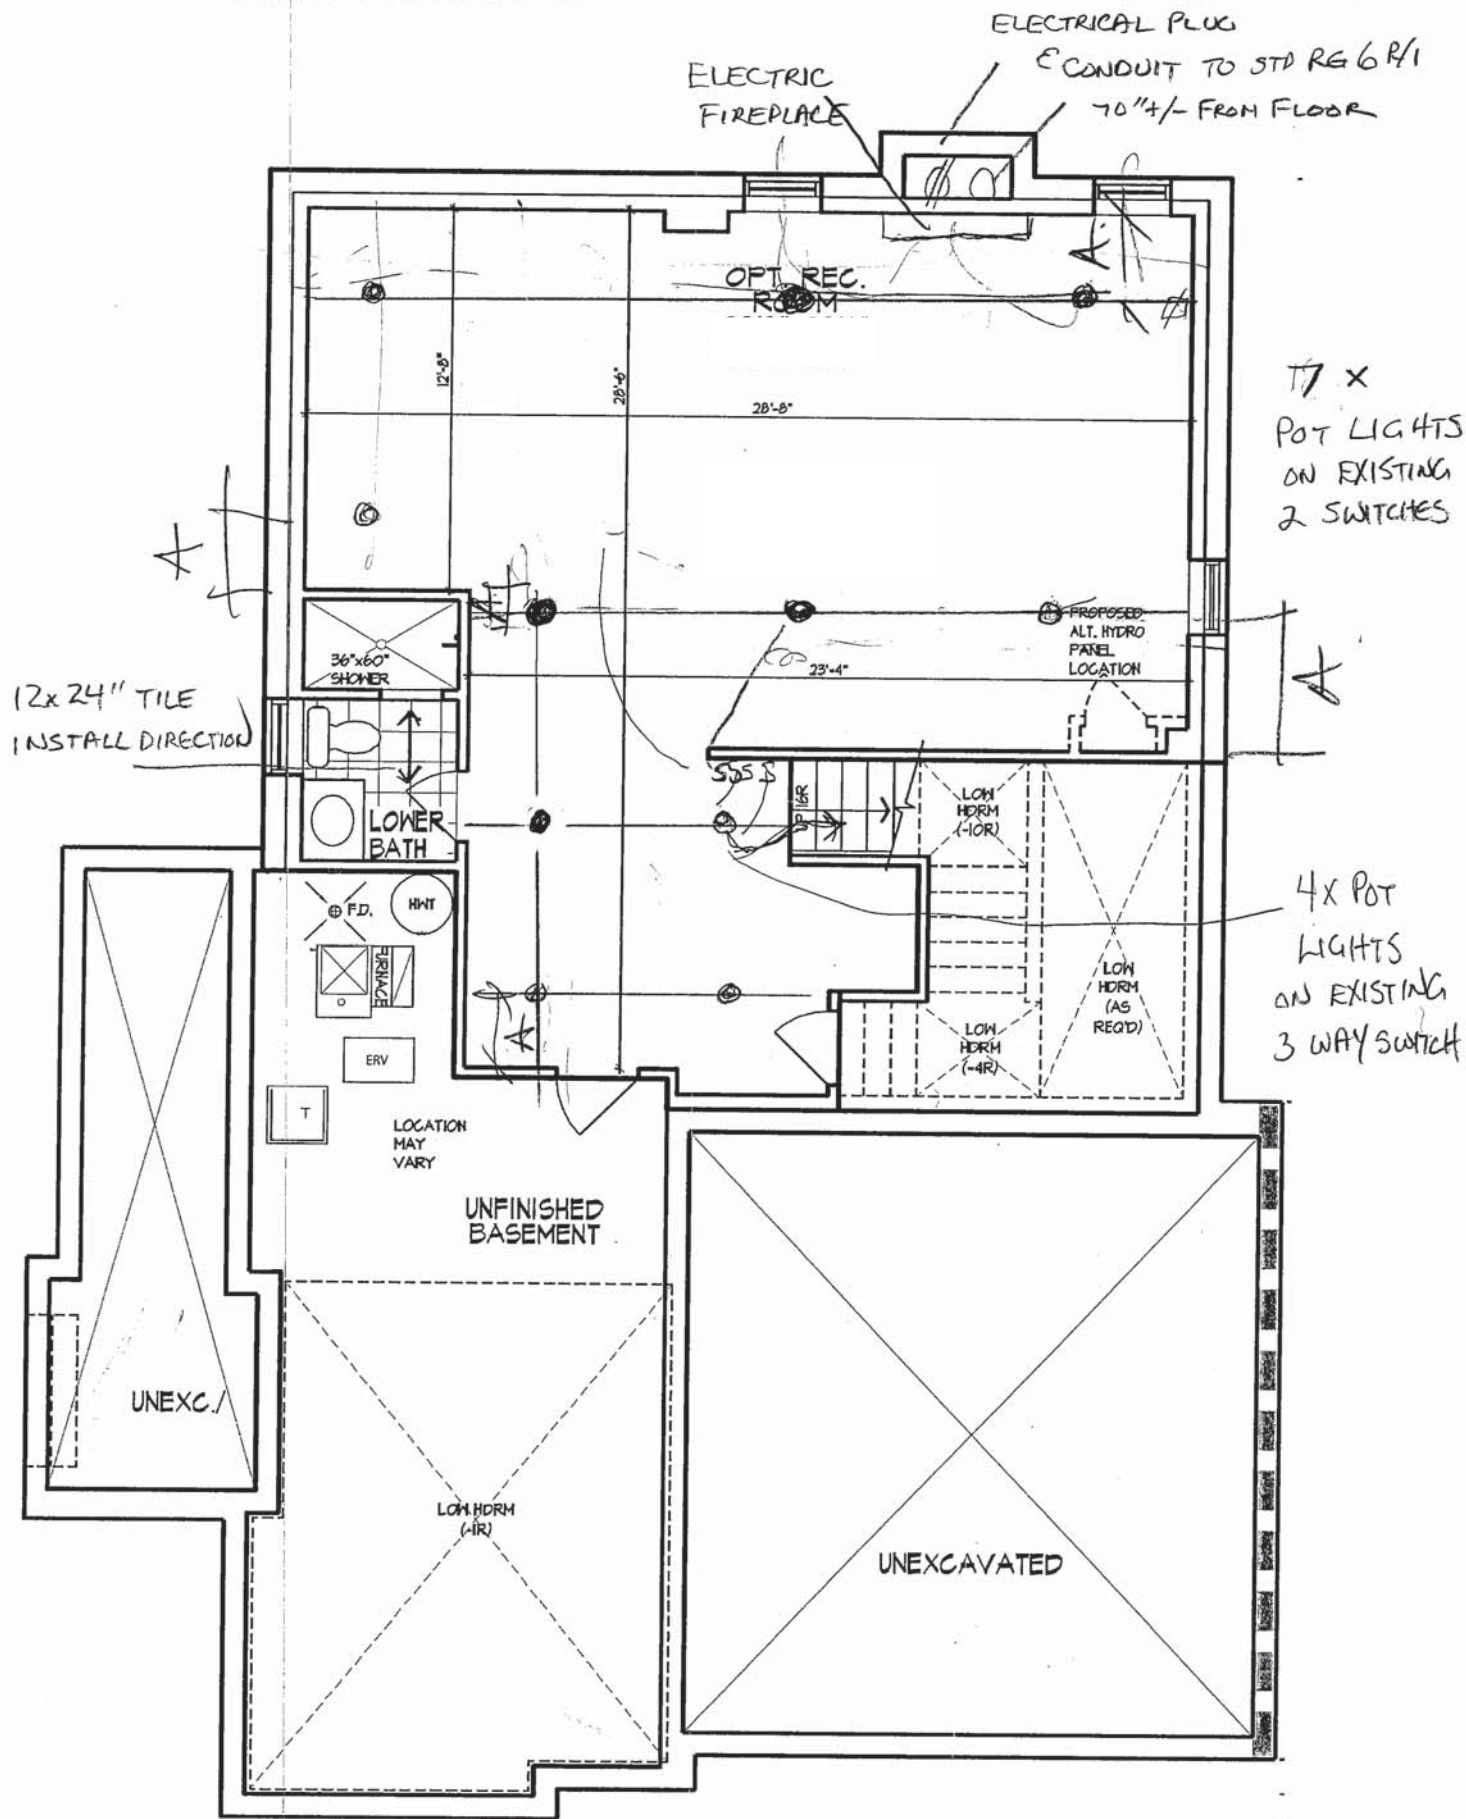 ELECTRICAL PLUG
& CONDUIT TO STD RG 6 R/I
70" +/- FROM FLOOR
ELECTRIC
FIREPLACE
OPT. REC.
ROOM
12'-8"
28'-6"
28'-8"
7 X
POT LIGHTS
ON EXISTING
2 SWITCHES
A
A
A
A
36"x60"
SHOWER
23'-4"
PROPOSED
ALT. HYDRO
PANEL
LOCATION
12x24" TILE
INSTALL DIRECTION
LOWER
BATH
UP 16R
LOW
HDRM
(-10R)
4X POT
LIGHTS
ON EXISTING
3 WAY SWITCH
F.D.
HWT
FURNACE
ERV
T
LOW
HDRM
(AS
REQ'D)
LOW
HDRM
(-4R)
LOCATION
MAY
VARY
UNFINISHED
BASEMENT
UNEXC.
LOW HDRM
(-1R)
UNEXCAVATED